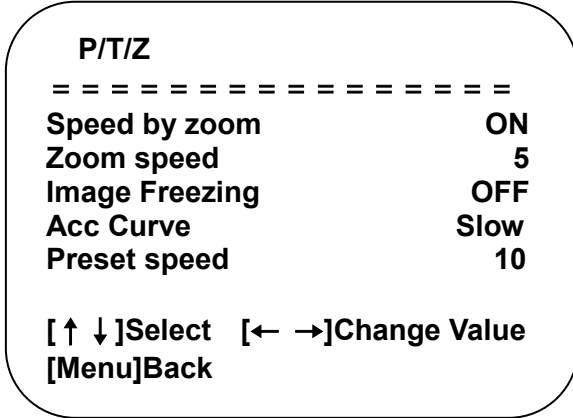 P/T/Z
= = = = = = = = = = = = = = = =
Speed by zoom ON
Zoom speed 5
Image Freezing OFF
Acc Curve Slow
Preset speed 10
[↑ ↓]Select [← →]Change Value
[Menu]Back